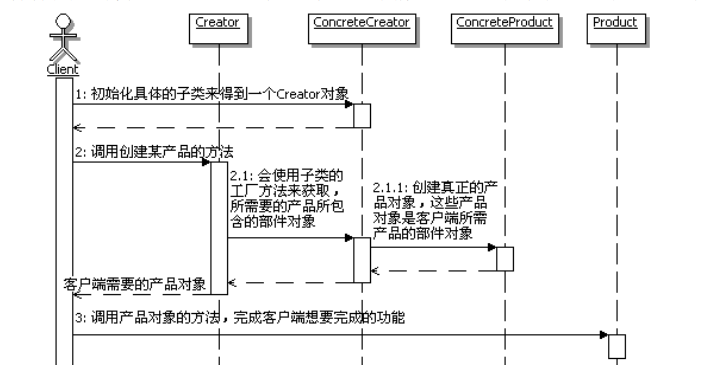 Creator
ConcreteCreator
ConcreteProduct
Product
Client
1: 初始化具体的子类来得到一个Creator对象
2: 调用创建某产品的方法
2.1: 会使用子类的
工厂方法来获取，
所需要的产品所包
含的部件对象
2.1.1: 创建真正的产
品对象，这些产品
对象是客户端所需
产品的部件对象
客户端需要的产品对象
3: 调用产品对象的方法，完成客户端想要完成的功能